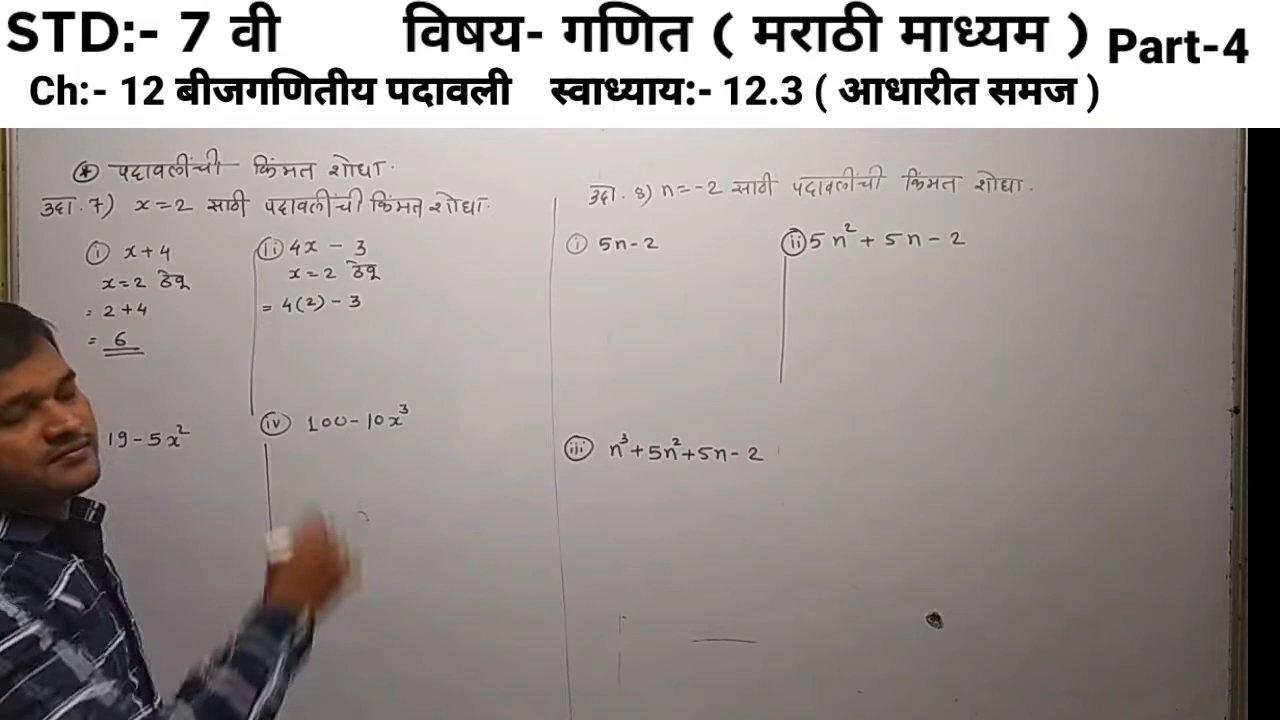 STD:- 7 वी विषय- गणित ( मराठी माध्यम ) Part-4
Ch:- 12 बीजगणितीय पदावली स्वाध्याय:- 12.3 ( आधारीत समज )
* पदावलींची किंमत शोधा.
उदा. 7) x=2 साठी पदावलींची किंमत शोधा.
i x+4
x=2 ठेवू
= 2+4
= 6
ii 4x - 3
x=2 ठेवू
= 4(2) - 3
19-5x²
iv 100-10x³
उदा. 8) n=-2 साठी पदावलींची किंमत शोधा.
i 5n-2
ii 5n²+5n-2
iii n³+5n²+5n-2